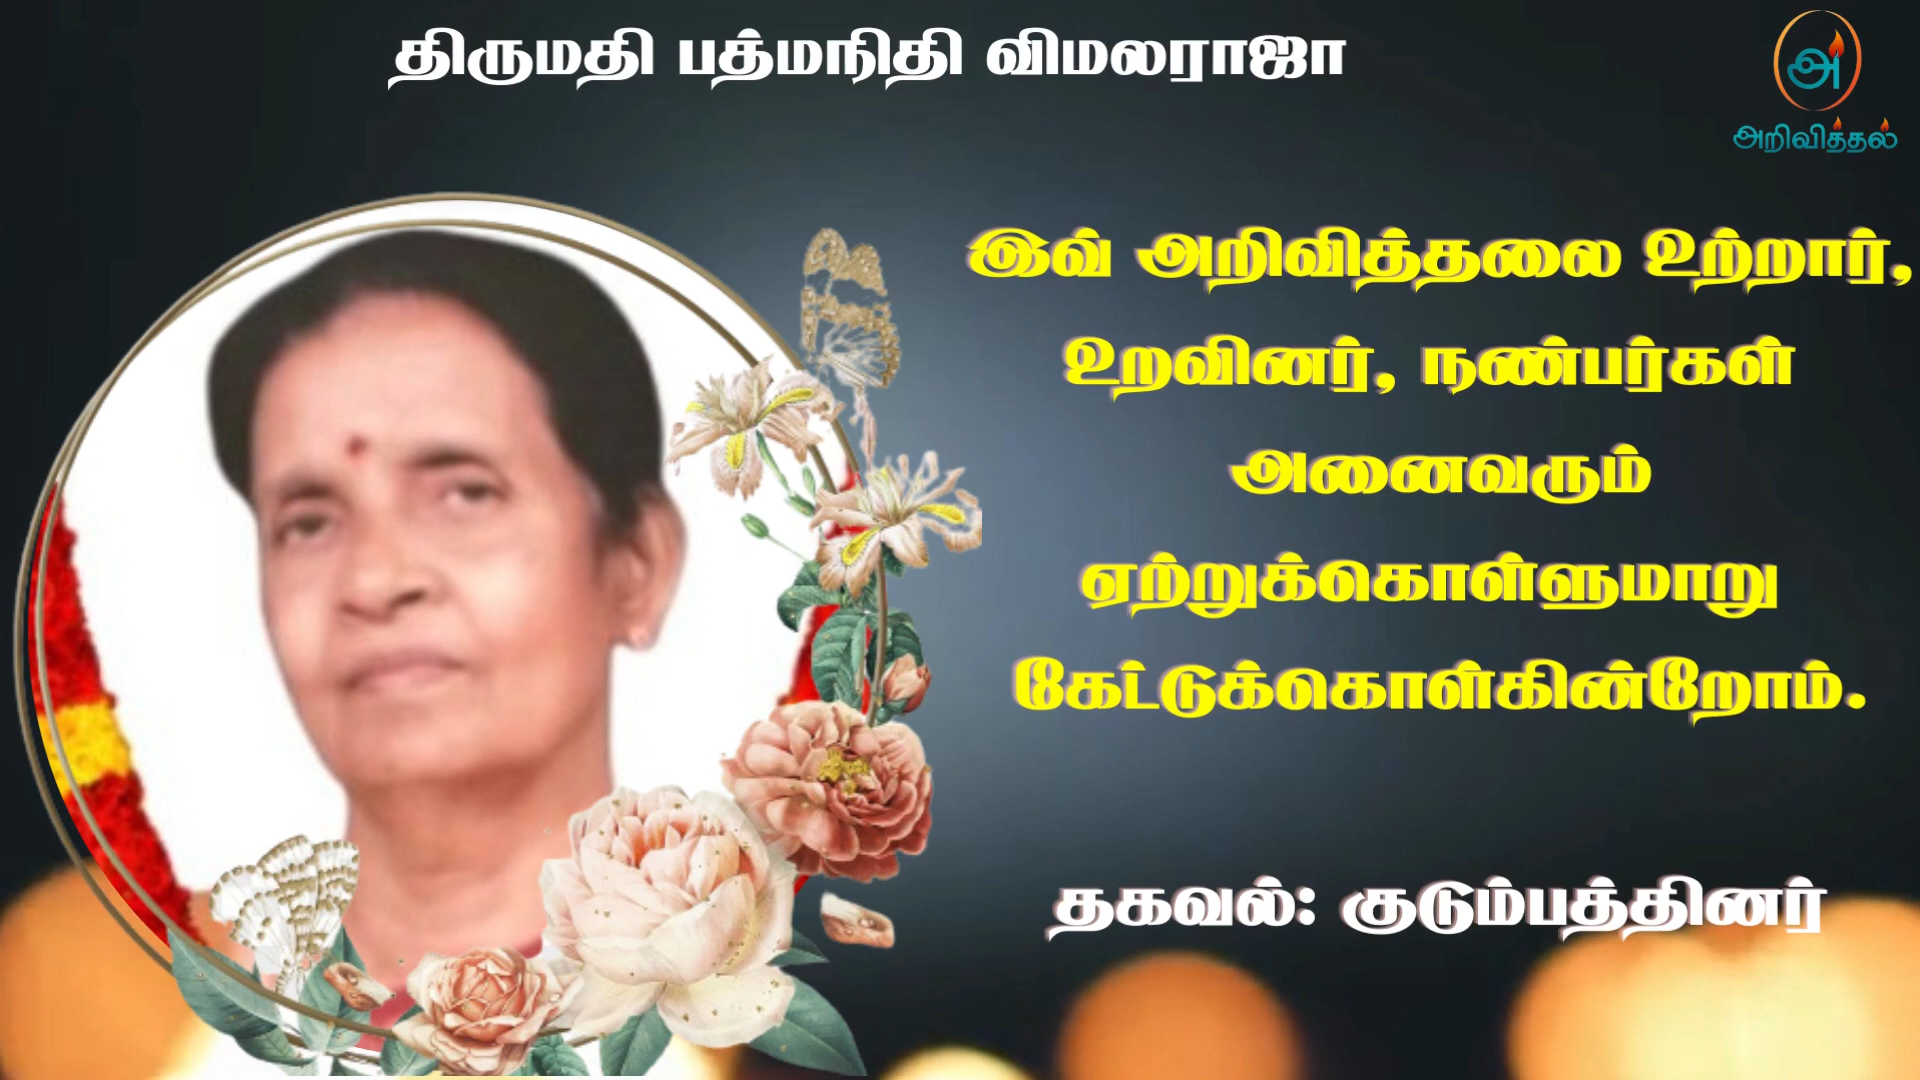 திருமதி பத்மநிதி விமலராஜா
அ
அறிவித்தல்
இவ் அறிவித்தலை உற்றார்,
உறவினர், நண்பர்கள்
அனைவரும்
ஏற்றுக்கொள்ளுமாறு
கேட்டுக்கொள்கின்றோம்.
தகவல்: குடும்பத்தினர்